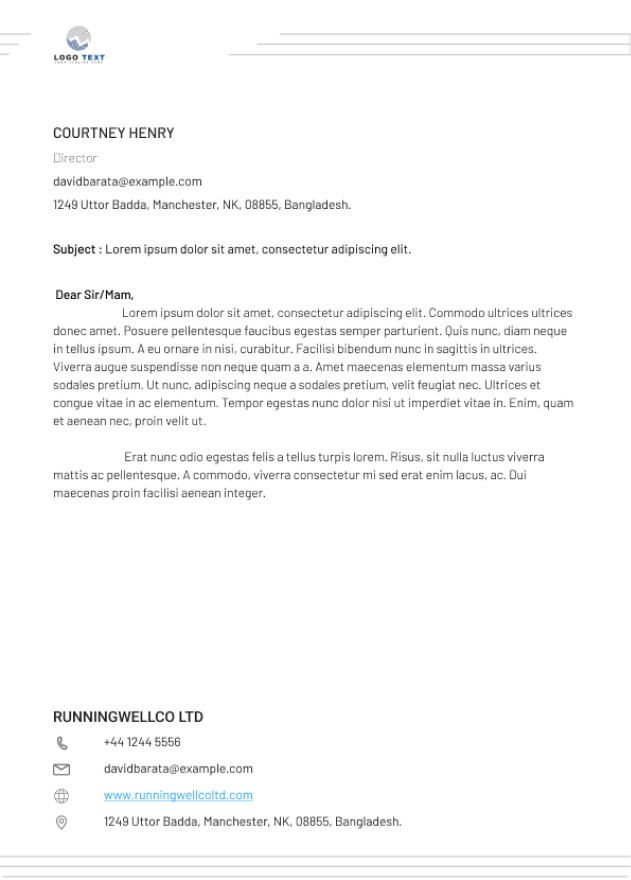 LOGO TEXT
COURTNEY HENRY
Director
davidbarata@example.com
1249 Uttor Badda, Manchester, NK, 08855, Bangladesh.
Subject : Lorem ipsum dolor sit amet, consectetur adipiscing elit.
Dear Sir/Mam,
Lorem ipsum dolor sit amet, consectetur adipiscing elit. Commodo ultrices ultrices
donec amet. Posuere pellentesque faucibus egestas semper parturient. Quis nunc, diam neque
in tellus ipsum. A eu ornare in nisi, curabitur. Facilisi bibendum nunc in sagittis in ultrices.
Viverra augue suspendisse non neque quam a a. Amet maecenas elementum massa varius
sodales pretium. Ut nunc, adipiscing neque a sodales pretium, velit feugiat nec. Ultrices et
congue vitae in ac elementum. Tempor egestas nunc dolor nisi ut imperdiet vitae in. Enim, quam
et aenean nec, proin velit ut.
Erat nunc odio egestas felis a tellus turpis lorem. Risus, sit nulla luctus viverra
mattis ac pellentesque. A commodo, viverra consectetur mi sed erat enim lacus, ac. Dui
maecenas proin facilisi aenean integer.
RUNNINGWELLCO LTD
+44 1244 5556
davidbarata@example.com
www.runningwellcoltd.com
1249 Uttor Badda, Manchester, NK, 08855, Bangladesh.